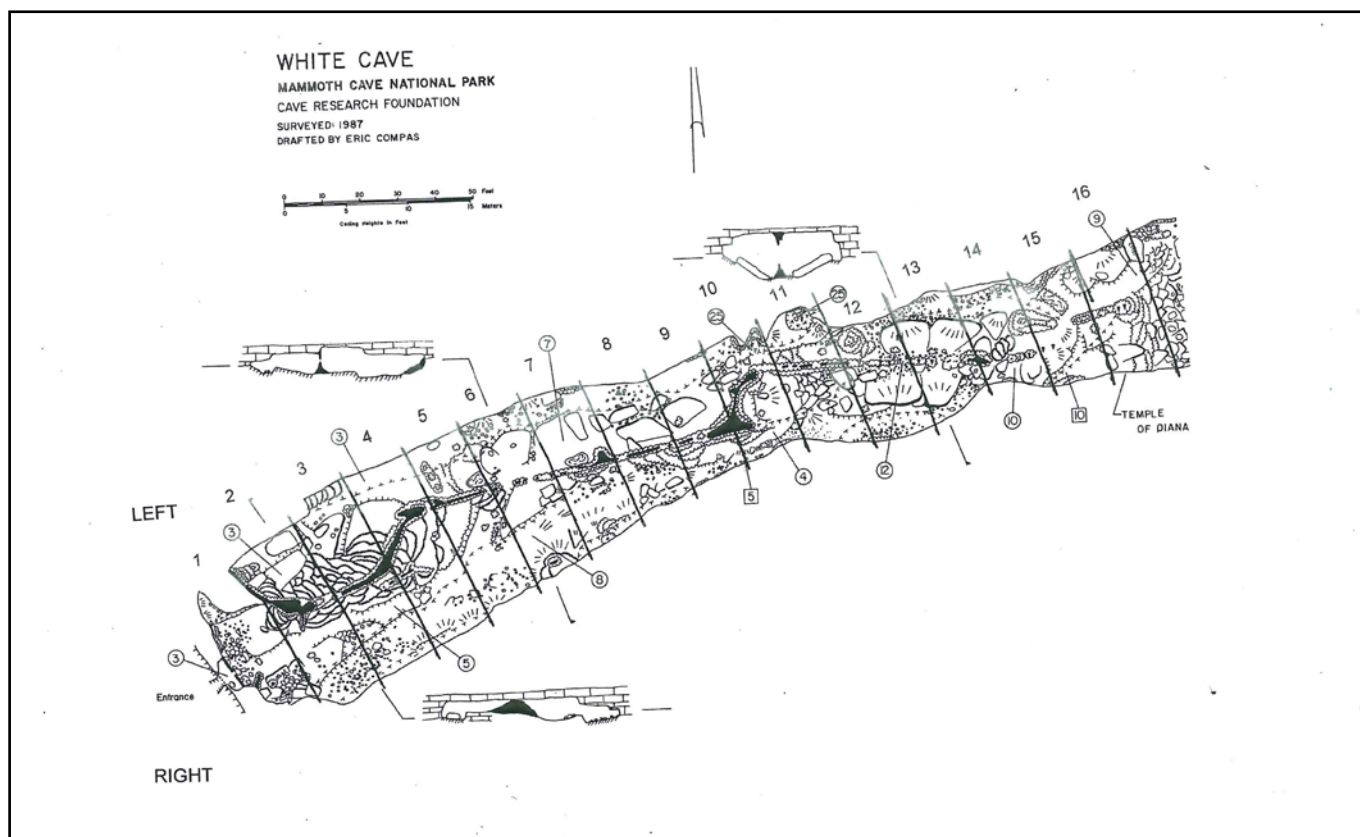 WHITE CAVE
MAMMOTH CAVE NATIONAL PARK
CAVE RESEARCH FOUNDATION
SURVEYED: 1987
DRAFTED BY ERIC COMPAS
0 10 20 30 40 50 Feet
0 5 10 15 Meters
Ceiling Heights in Feet
16
9
15
14
13
12
11
10
25
25
9
8
7
7
6
5
4
3
3
2
3
1
LEFT
TEMPLE
OF DIANA
10
10
12
4
5
8
5
3
Entrance
RIGHT